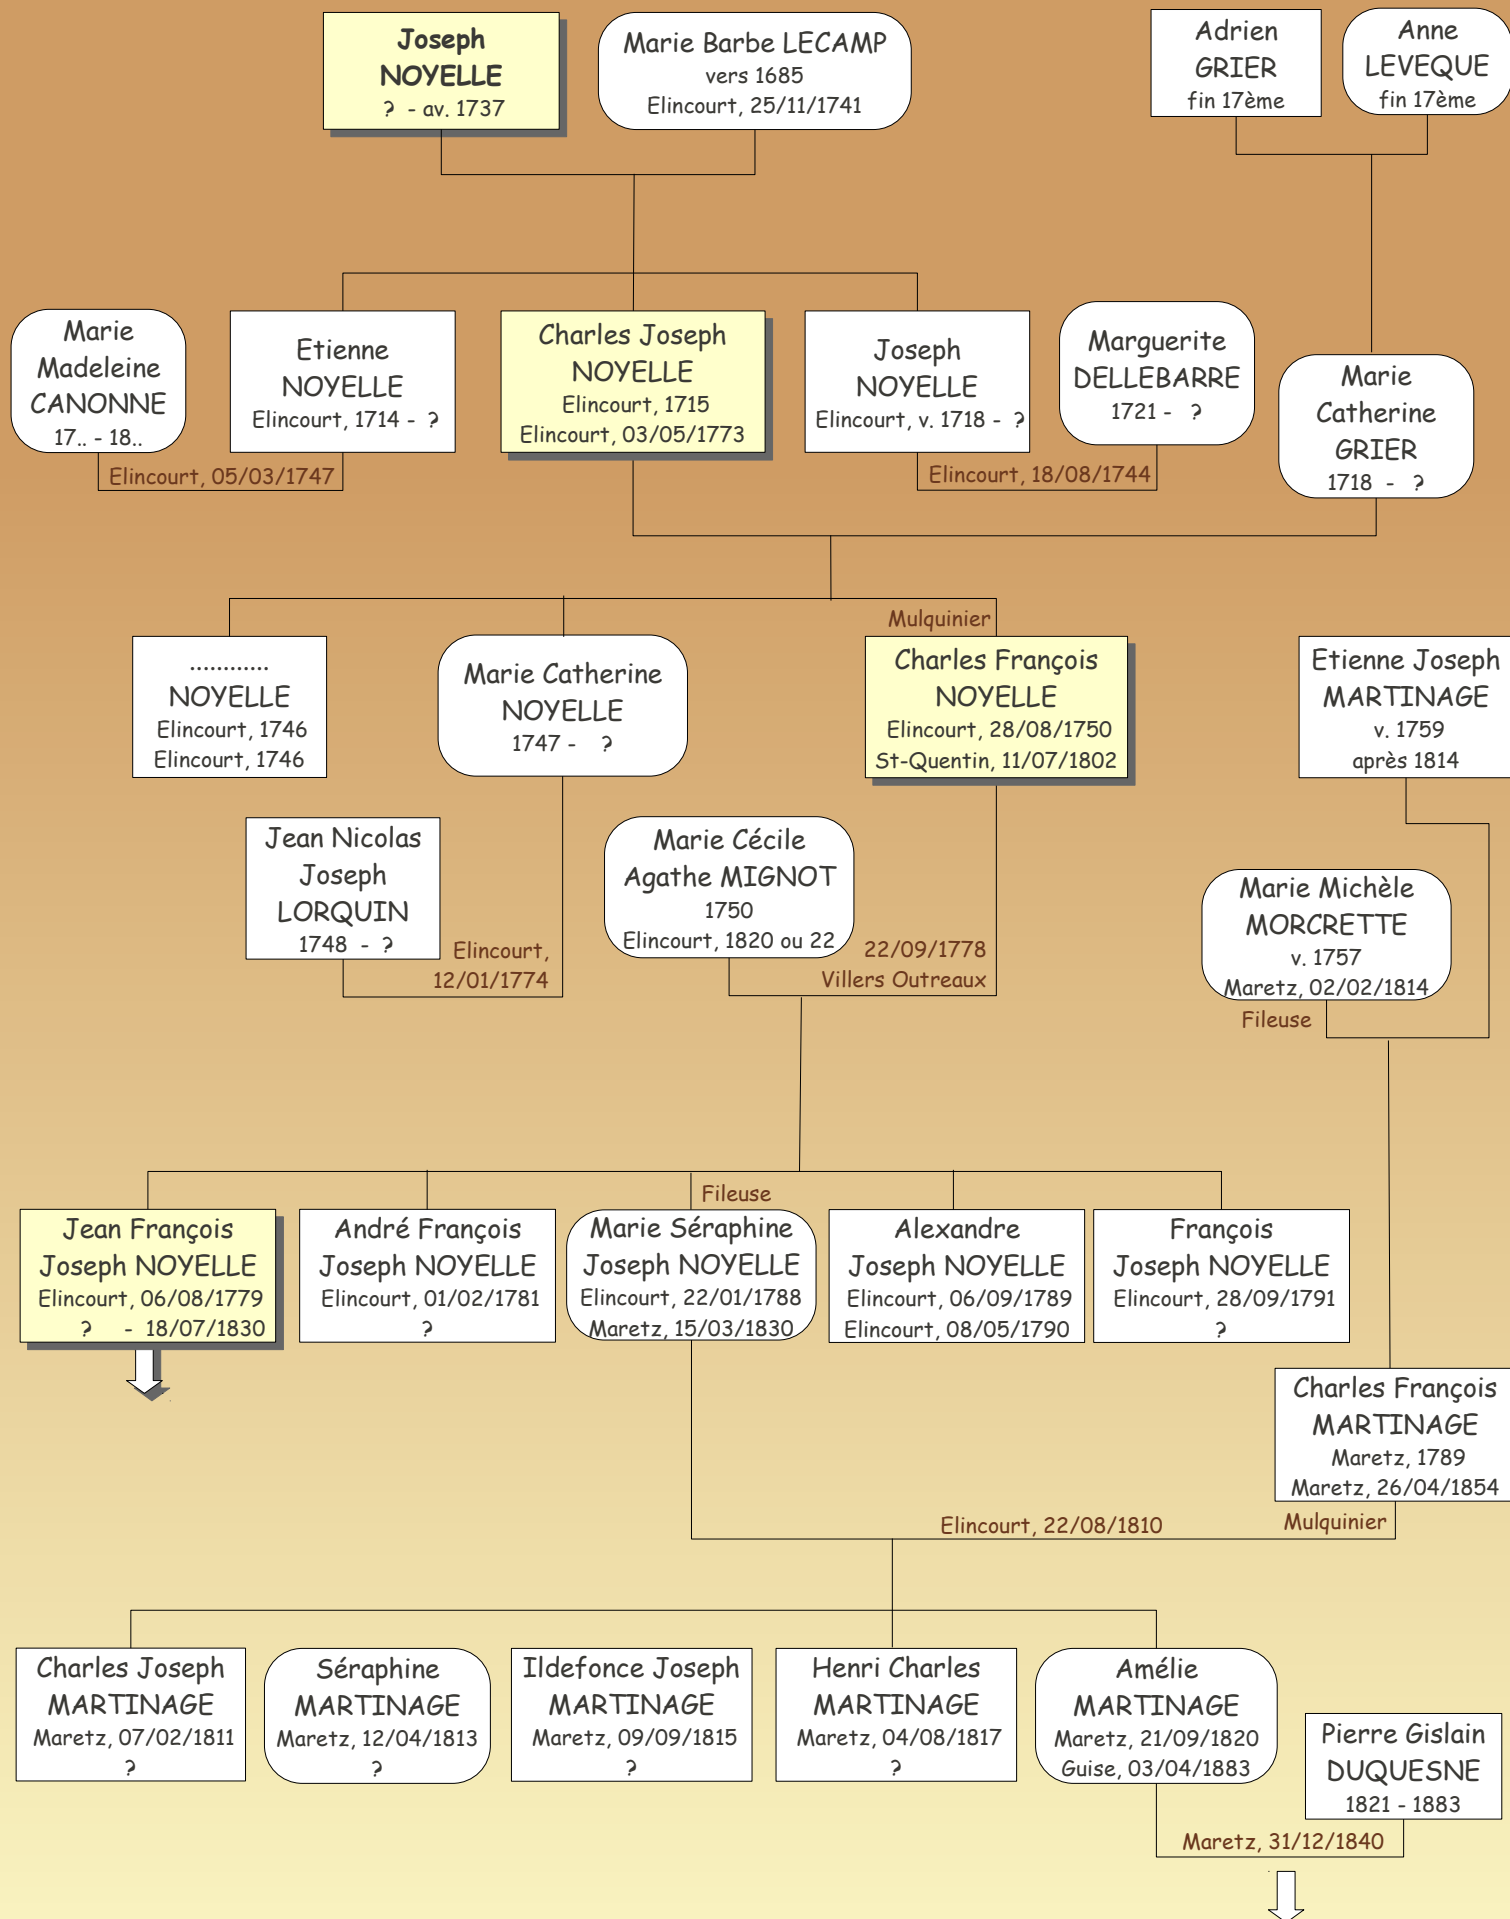 Joseph
NOYELLE
? - av. 1737
Marie Barbe LECAMP
vers 1685
Elincourt, 25/11/1741
Adrien
GRIER
fin 17ème
Anne
LEVEQUE
fin 17ème
Marie
Madeleine
CANONNE
17.. - 18..
Etienne
NOYELLE
Elincourt, 1714 - ?
Elincourt, 05/03/1747
Charles Joseph
NOYELLE
Elincourt, 1715
Elincourt, 03/05/1773
Joseph
NOYELLE
Elincourt, v. 1718 - ?
Marguerite
DELLEBARRE
1721 - ?
Elincourt, 18/08/1744
Marie
Catherine
GRIER
1718 - ?
............
NOYELLE
Elincourt, 1746
Elincourt, 1746
Marie Catherine
NOYELLE
1747 - ?
Mulquinier
Charles François
NOYELLE
Elincourt, 28/08/1750
St-Quentin, 11/07/1802
Etienne Joseph
MARTINAGE
v. 1759
après 1814
Jean Nicolas
Joseph
LORQUIN
1748 - ?
Elincourt,
12/01/1774
Marie Cécile
Agathe MIGNOT
1750
Elincourt, 1820 ou 22
22/09/1778
Villers Outreaux
Marie Michèle
MORCRETTE
v. 1757
Maretz, 02/02/1814
Fileuse
Jean François
Joseph NOYELLE
Elincourt, 06/08/1779
? - 18/07/1830
André François
Joseph NOYELLE
Elincourt, 01/02/1781
?
Fileuse
Marie Séraphine
Joseph NOYELLE
Elincourt, 22/01/1788
Maretz, 15/03/1830
Alexandre
Joseph NOYELLE
Elincourt, 06/09/1789
Elincourt, 08/05/1790
François
Joseph NOYELLE
Elincourt, 28/09/1791
?
Charles François
MARTINAGE
Maretz, 1789
Maretz, 26/04/1854
Elincourt, 22/08/1810
Mulquinier
Charles Joseph
MARTINAGE
Maretz, 07/02/1811
?
Séraphine
MARTINAGE
Maretz, 12/04/1813
?
Ildefonce Joseph
MARTINAGE
Maretz, 09/09/1815
?
Henri Charles
MARTINAGE
Maretz, 04/08/1817
?
Amélie
MARTINAGE
Maretz, 21/09/1820
Guise, 03/04/1883
Pierre Gislain
DUQUESNE
1821 - 1883
Maretz, 31/12/1840